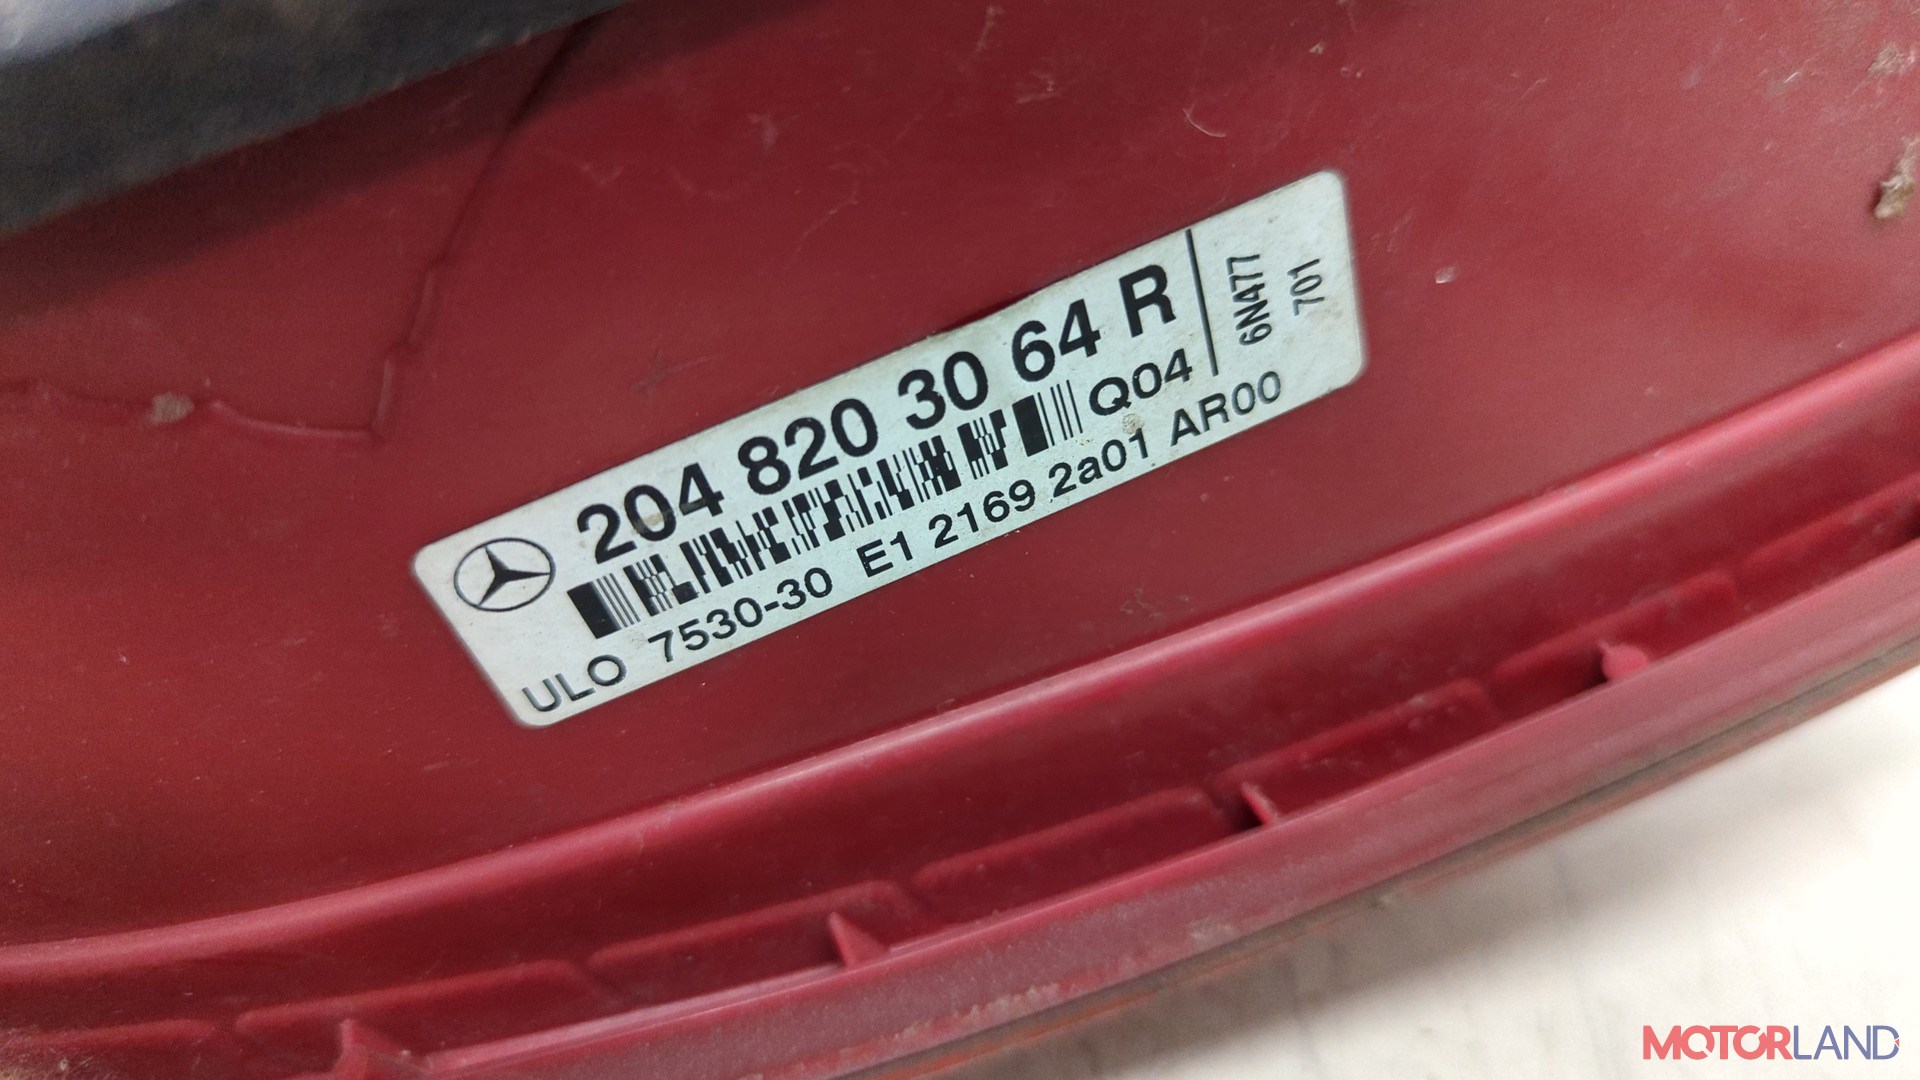 204 820 30 64 R
Q04
ULO 7530-30 E1 2169 2a01 AR00
6N477
701
MOTORLAND